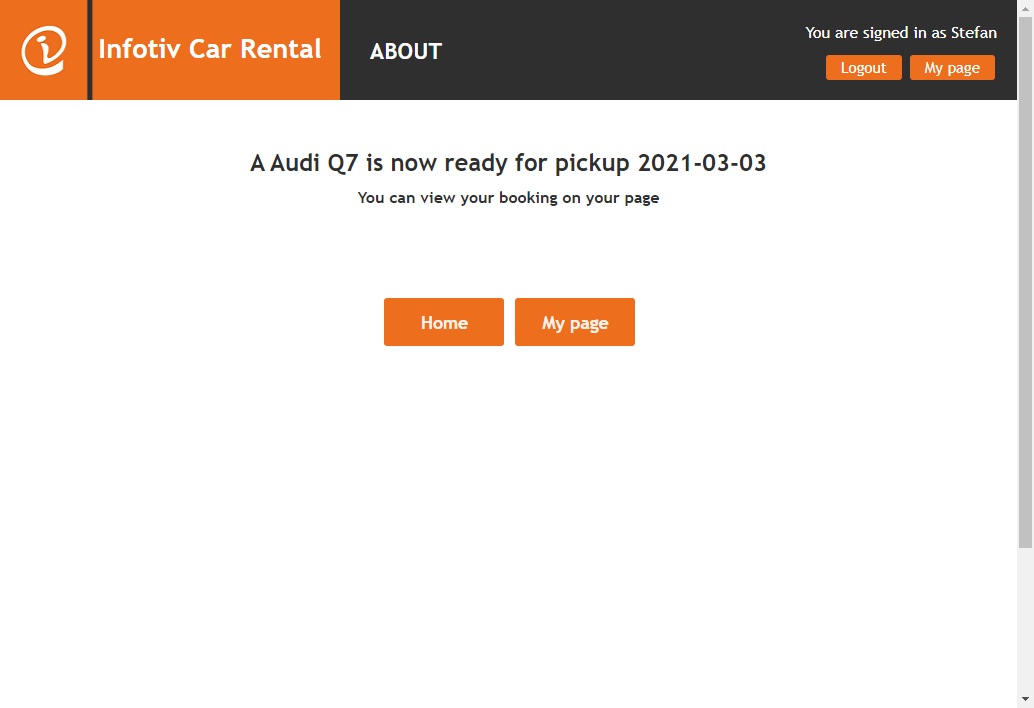 Infotiv Car Rental
ABOUT
You are signed in as Stefan
Logout
My page
A Audi Q7 is now ready for pickup 2021-03-03
You can view your booking on your page
Home
My page